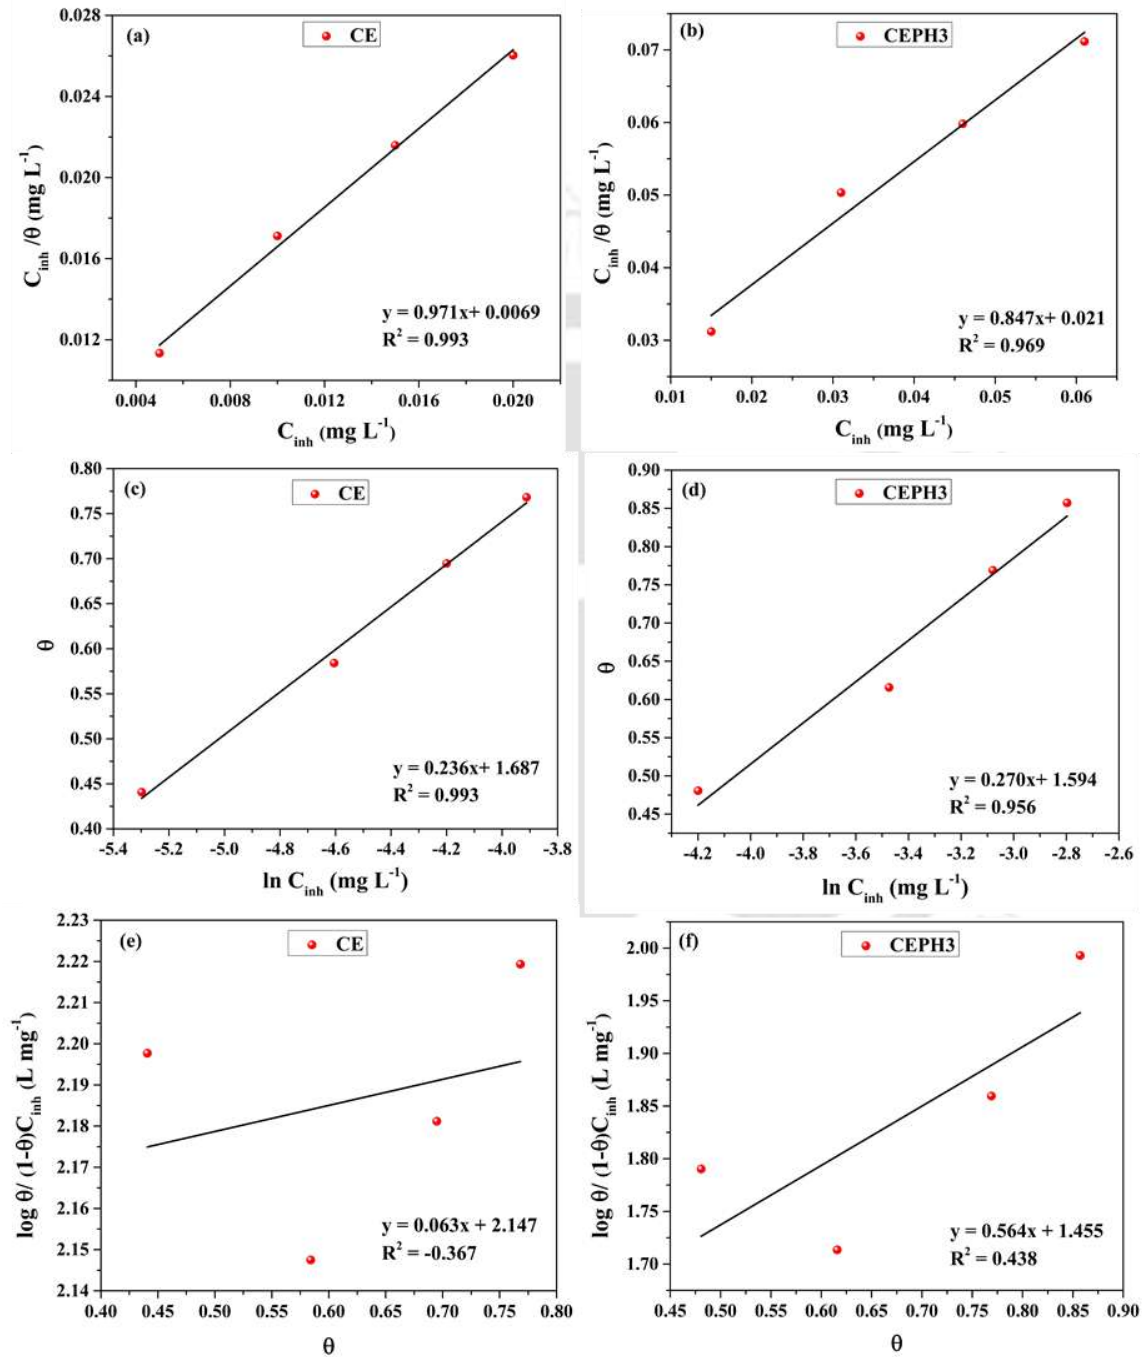 (a)
CE
0.028
0.024
0.020
0.016
0.012
C_inh /θ (mg L⁻¹)
y = 0.971x+ 0.0069
R² = 0.993
0.004 0.008 0.012 0.016 0.020
C_inh (mg L⁻¹)
(b)
CEPH3
0.07
0.06
0.05
0.04
0.03
C_inh /θ (mg L⁻¹)
y = 0.847x+ 0.021
R² = 0.969
0.01 0.02 0.03 0.04 0.05 0.06
C_inh (mg L⁻¹)
(c)
CE
0.80
0.75
0.70
0.65
0.60
0.55
0.50
0.45
0.40
θ
y = 0.236x+ 1.687
R² = 0.993
-5.4 -5.2 -5.0 -4.8 -4.6 -4.4 -4.2 -4.0 -3.8
ln C_inh (mg L⁻¹)
(d)
CEPH3
0.90
0.85
0.80
0.75
0.70
0.65
0.60
0.55
0.50
0.45
θ
y = 0.270x+ 1.594
R² = 0.956
-4.2 -4.0 -3.8 -3.6 -3.4 -3.2 -3.0 -2.8 -2.6
ln C_inh (mg L⁻¹)
(e)
CE
2.23
2.22
2.21
2.20
2.19
2.18
2.17
2.16
2.15
2.14
log θ/ (1-θ)C_inh (L mg⁻¹)
y = 0.063x + 2.147
R² = -0.367
0.40 0.45 0.50 0.55 0.60 0.65 0.70 0.75 0.80
θ
(f)
CEPH3
2.00
1.95
1.90
1.85
1.80
1.75
1.70
log θ/ (1-θ)C_inh (L mg⁻¹)
y = 0.564x + 1.455
R² = 0.438
0.45 0.50 0.55 0.60 0.65 0.70 0.75 0.80 0.85 0.90
θ